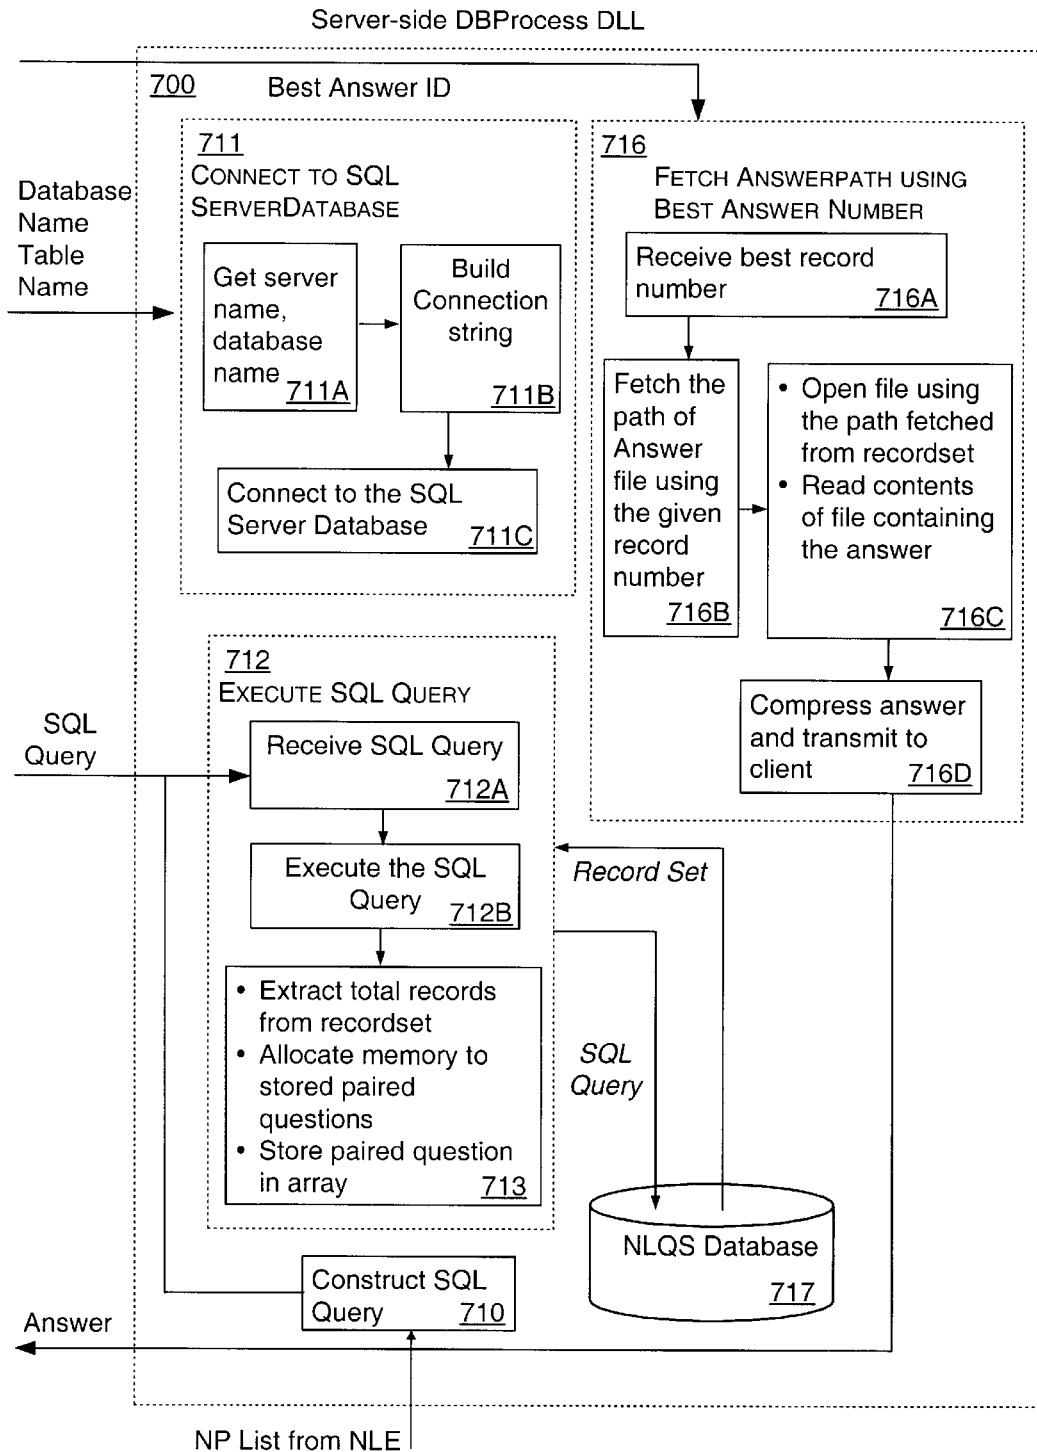 Server-side DBProcess DLL
700
Best Answer ID
711
CONNECT TO SQL
SERVERDATABASE
Database
Name
Table
Name
Get server
name,
database
name
711A
Build
Connection
string
711B
Connect to the SQL
Server Database
711C
716
FETCH ANSWERPATH USING
BEST ANSWER NUMBER
Receive best record
number
716A
Fetch the
path of
Answer
file using
the given
record
number
716B
• Open file using
the path fetched
from recordset
• Read contents
of file containing
the answer
716C
Compress answer
and transmit to
client
716D
712
EXECUTE SQL QUERY
SQL
Query
Receive SQL Query
712A
Execute the SQL
Query
712B
• Extract total records
from recordset
• Allocate memory to
stored paired
questions
• Store paired question
in array
713
Record Set
SQL
Query
NLQS Database
717
Construct SQL
Query
710
Answer
NP List from NLE